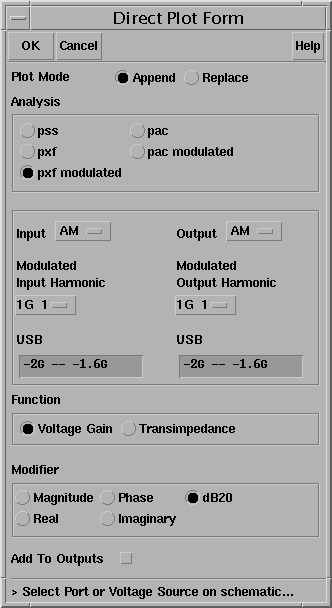 Direct Plot Form
OK Cancel Help
Plot Mode Append Replace
Analysis
pss pac
pxf pac modulated
pxf modulated
Input AM Output AM
Modulated Modulated
Input Harmonic Output Harmonic
1G 1 1G 1
USB USB
-2G -- -1.6G -2G -- -1.6G
Function
Voltage Gain Transimpedance
Modifier
Magnitude Phase dB20
Real Imaginary
Add To Outputs
> Select Port or Voltage Source on schematic...